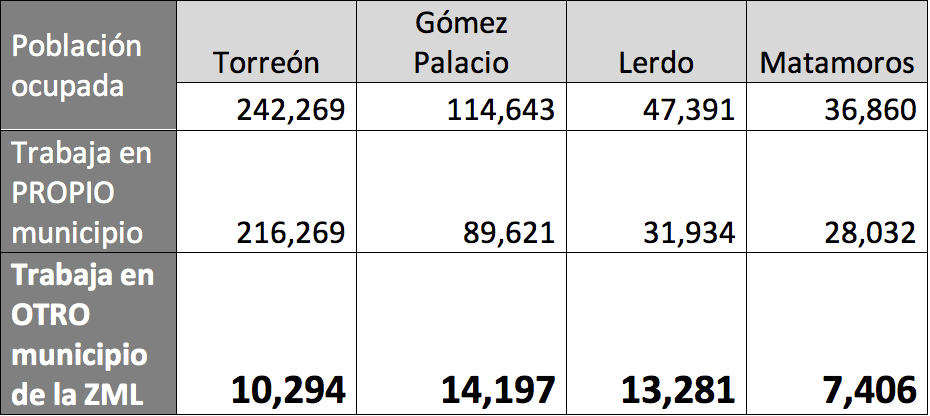 Población ocupada
Torreón
Gómez Palacio
Lerdo
Matamoros
242,269
114,643
47,391
36,860
Trabaja en PROPIO municipio
216,269
89,621
31,934
28,032
Trabaja en OTRO municipio de la ZML
10,294
14,197
13,281
7,406